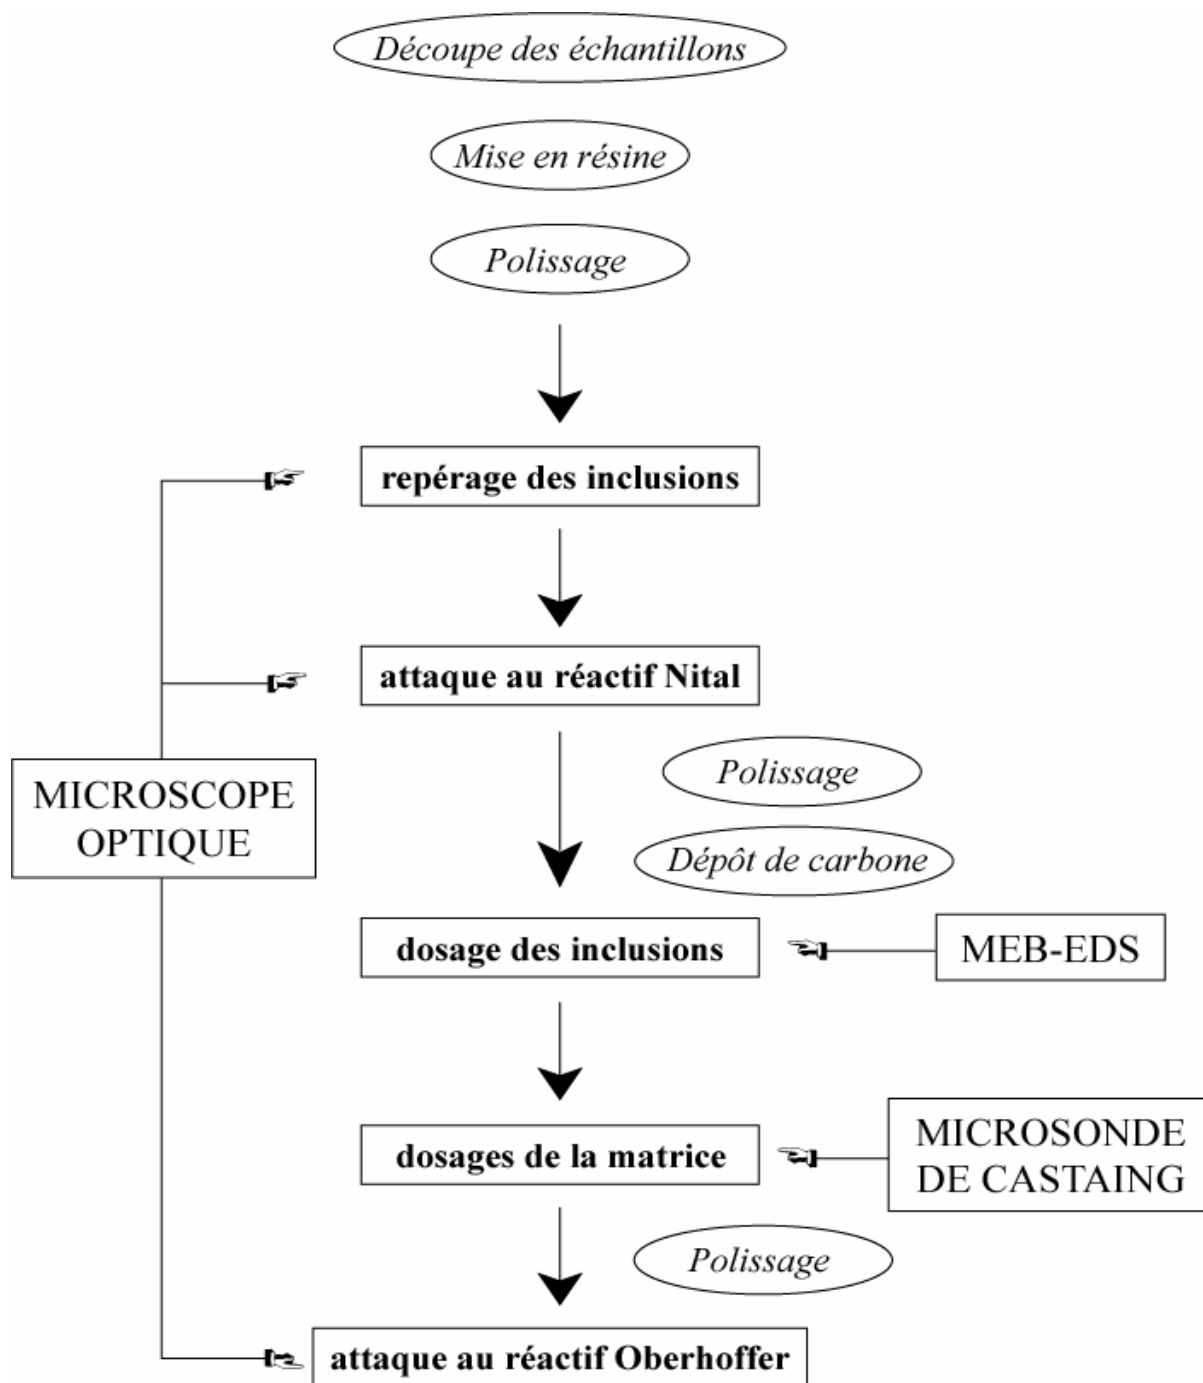 Découpe des échantillons
Mise en résine
Polissage
repérage des inclusions
attaque au réactif Nital
Polissage
MICROSCOPE
OPTIQUE
Dépôt de carbone
dosage des inclusions
MEB-EDS
dosages de la matrice
MICROSONDE
DE CASTAING
Polissage
attaque au réactif Oberhoffer